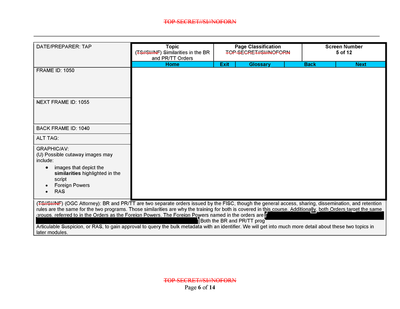 TOP SECRET//SI//NOFORN
DATE/PREPARER: TAP
Topic
(TS//SI//NF) Similarities in the BR
and PR/TT Orders
Page Classification
TOP SECRET//SI//NOFORN
Screen Number
5 of 12
Home Exit Glossary Back Next
FRAME ID: 1050
NEXT FRAME ID: 1055
BACK FRAME ID: 1040
ALT TAG:
GRAPHIC/AV:
(U) Possible cutaway images may
include:
• images that depict the
similarities highlighted in the
script
• Foreign Powers
• RAS
(TS//SI//NF) (OGC Attorney): BR and PR/TT are two separate orders issued by the FISC, though the general access, sharing, dissemination, and retention
rules are the same for the two programs. Those similarities are why the training for both is covered in this course. Additionally, both Orders target the same
groups, referred to in the Orders as the Foreign Powers. The Foreign Powers named in the orders are
Both the BR and PR/TT prog
Articulable Suspicion, or RAS, to gain approval to query the bulk metadata with an identifier. We will get into much more detail about these two topics in
later modules.
TOP SECRET//SI//NOFORN
Page 6 of 14